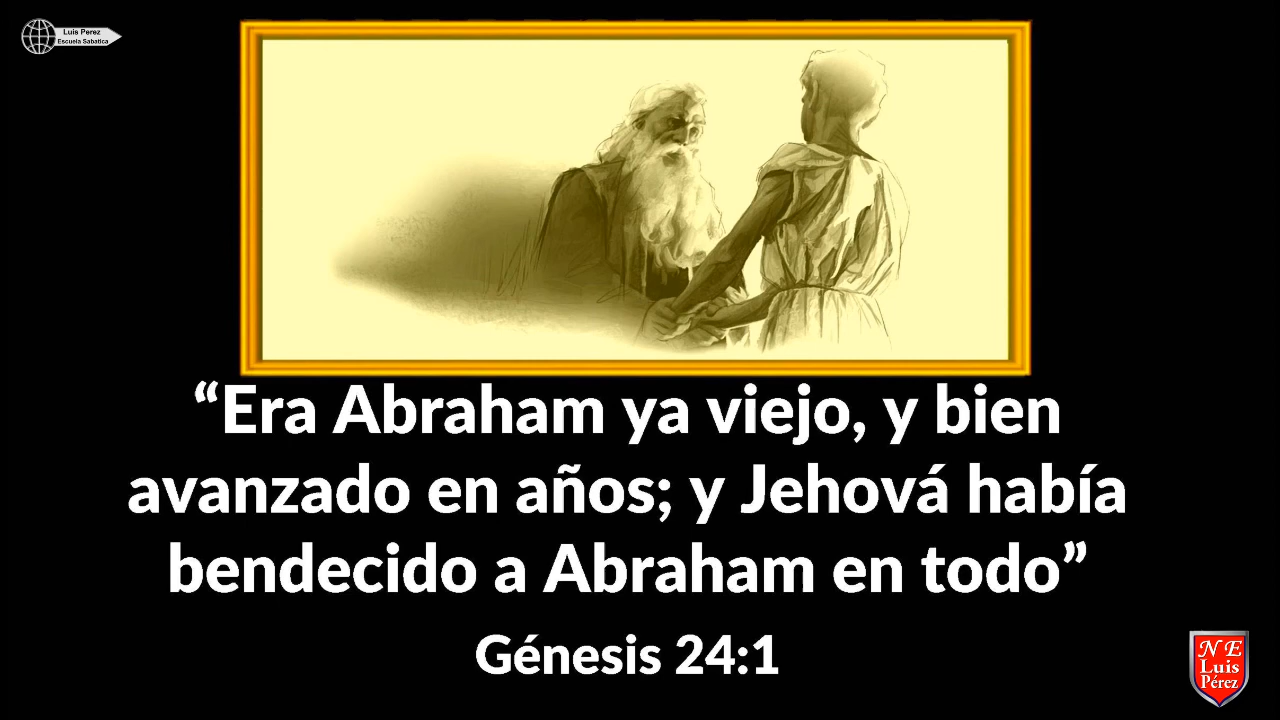 Luis Perez
Escuela Sabatica
“Era Abraham ya viejo, y bien
avanzado en años; y Jehová había
bendecido a Abraham en todo”
Génesis 24:1
N E
Luis
Pérez